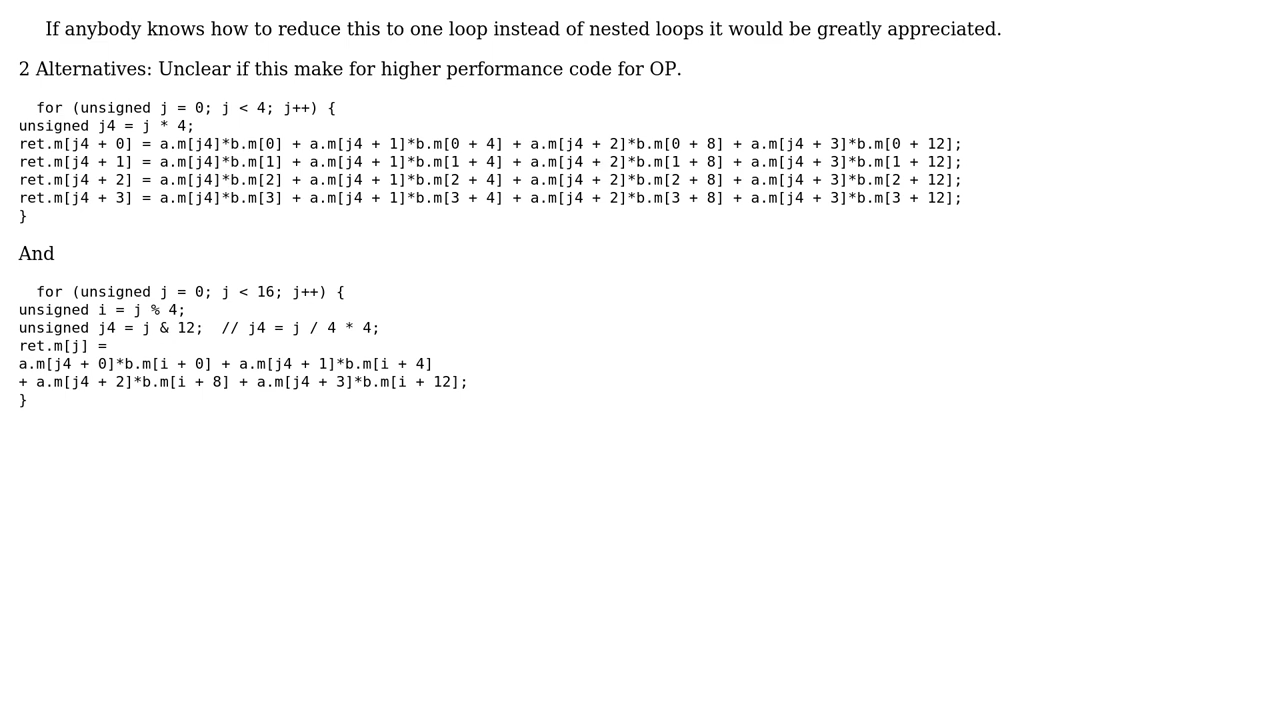 If anybody knows how to reduce this to one loop instead of nested loops it would be greatly appreciated.
2 Alternatives: Unclear if this make for higher performance code for OP.
for (unsigned j = 0; j < 4; j++) {
unsigned j4 = j * 4;
ret.m[j4 + 0] = a.m[j4]*b.m[0] + a.m[j4 + 1]*b.m[0 + 4] + a.m[j4 + 2]*b.m[0 + 8] + a.m[j4 + 3]*b.m[0 + 12];
ret.m[j4 + 1] = a.m[j4]*b.m[1] + a.m[j4 + 1]*b.m[1 + 4] + a.m[j4 + 2]*b.m[1 + 8] + a.m[j4 + 3]*b.m[1 + 12];
ret.m[j4 + 2] = a.m[j4]*b.m[2] + a.m[j4 + 1]*b.m[2 + 4] + a.m[j4 + 2]*b.m[2 + 8] + a.m[j4 + 3]*b.m[2 + 12];
ret.m[j4 + 3] = a.m[j4]*b.m[3] + a.m[j4 + 1]*b.m[3 + 4] + a.m[j4 + 2]*b.m[3 + 8] + a.m[j4 + 3]*b.m[3 + 12];
}
And
for (unsigned j = 0; j < 16; j++) {
unsigned i = j % 4;
unsigned j4 = j & 12;  // j4 = j / 4 * 4;
ret.m[j] =
a.m[j4 + 0]*b.m[i + 0] + a.m[j4 + 1]*b.m[i + 4]
+ a.m[j4 + 2]*b.m[i + 8] + a.m[j4 + 3]*b.m[i + 12];
}